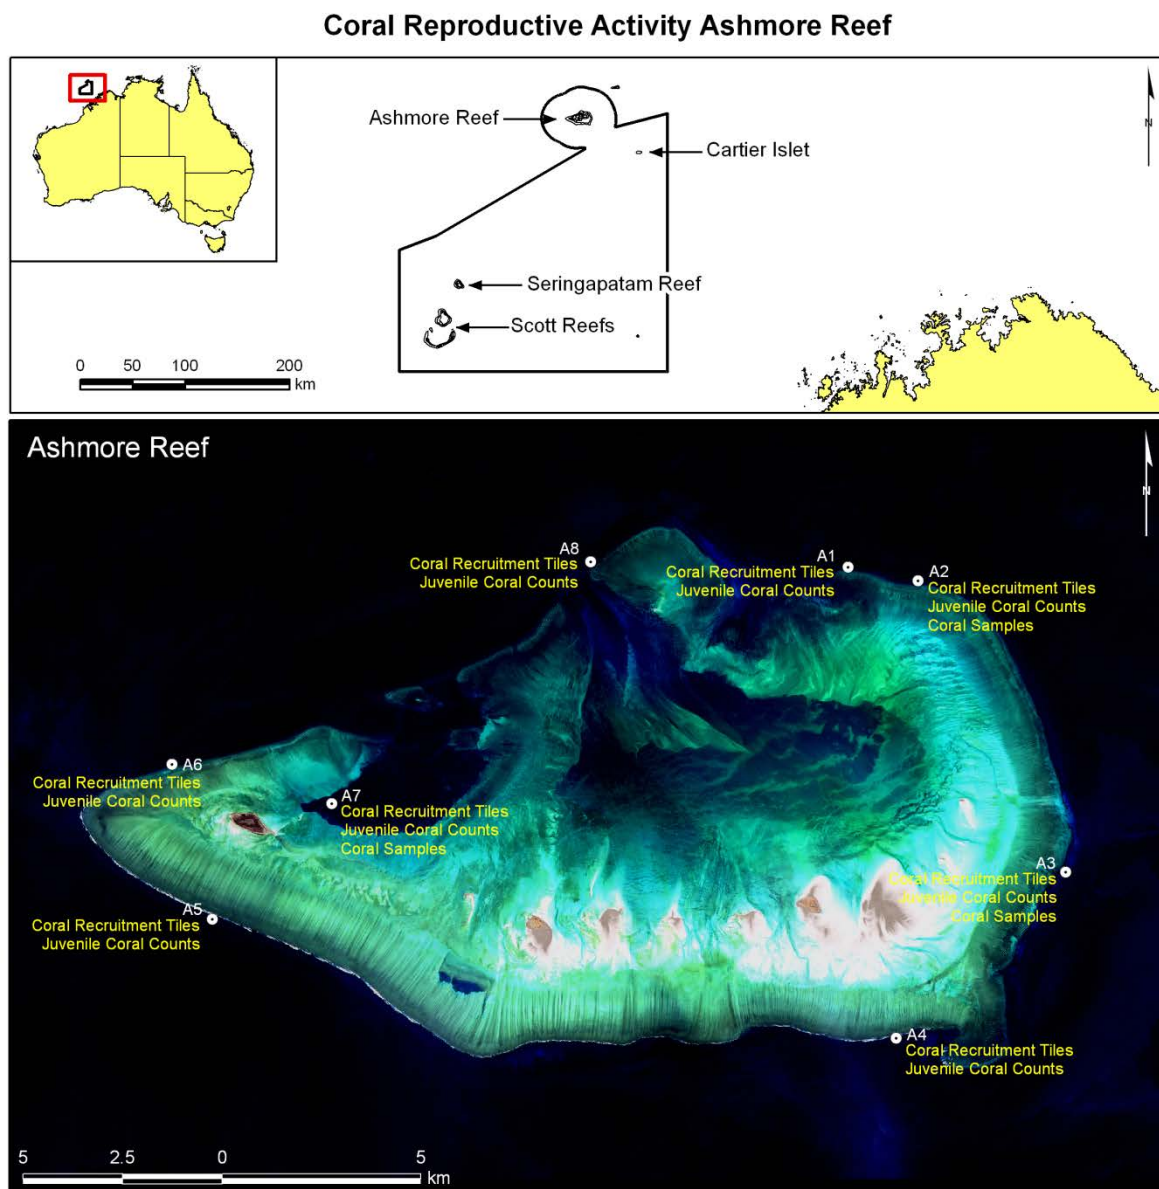 Coral Reproductive Activity Ashmore Reef
Ashmore Reef
Cartier Islet
Seringapatam Reef
Scott Reefs
N
0 50 100 200
km
Ashmore Reef
N
A8
Coral Recruitment Tiles
Juvenile Coral Counts
A1
Coral Recruitment Tiles
Juvenile Coral Counts
A2
Coral Recruitment Tiles
Juvenile Coral Counts
Coral Samples
A6
Coral Recruitment Tiles
Juvenile Coral Counts
A7
Coral Recruitment Tiles
Juvenile Coral Counts
Coral Samples
A3
Coral Recruitment Tiles
Juvenile Coral Counts
Coral Samples
A5
Coral Recruitment Tiles
Juvenile Coral Counts
A4
Coral Recruitment Tiles
Juvenile Coral Counts
5 2.5 0 5
km